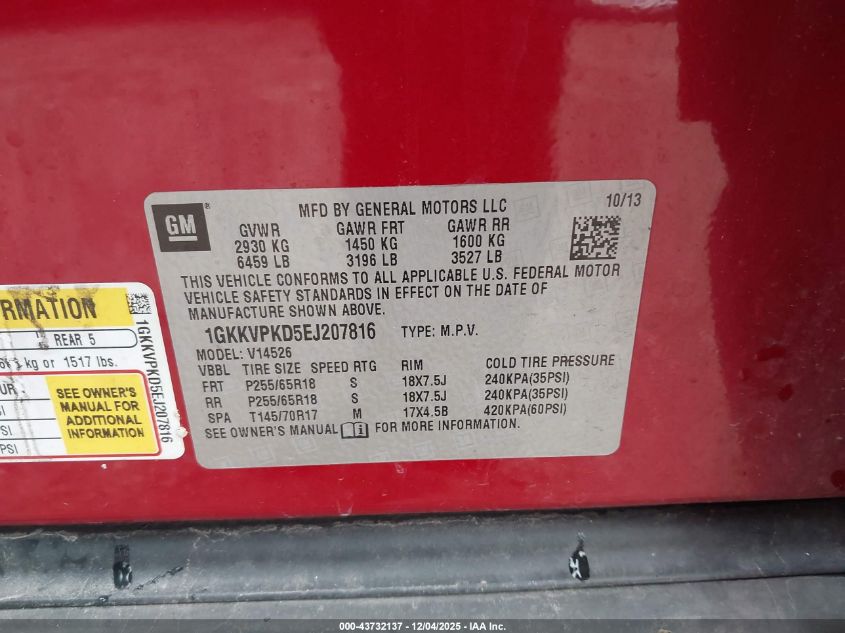 GM
®
MFD BY GENERAL MOTORS LLC
10/13
GVWR GAWR FRT GAWR RR
2930 KG 1450 KG 1600 KG
6459 LB 3196 LB 3527 LB
THIS VEHICLE CONFORMS TO ALL APPLICABLE U.S. FEDERAL MOTOR
VEHICLE SAFETY STANDARDS IN EFFECT ON THE DATE OF
MANUFACTURE SHOWN ABOVE.
1GKKVPKD5EJ207816 TYPE: M.P.V.
MODEL: V14526
VBBL TIRE SIZE SPEED RTG RIM COLD TIRE PRESSURE
FRT P255/65R18 S 18X7.5J 240KPA(35PSI)
RR P255/65R18 S 18X7.5J 240KPA(35PSI)
SPA T145/70R17 M 17X4.5B 420KPA(60PSI)
SEE OWNER'S MANUAL FOR MORE INFORMATION.
RMATION
REAR 5
kg or 1517 lbs.
SEE OWNER'S
MANUAL FOR
ADDITIONAL
INFORMATION
PSI
1GKKVPKD5EJ207816
000-43732137 - 12/04/2025 - IAA Inc. - Copart